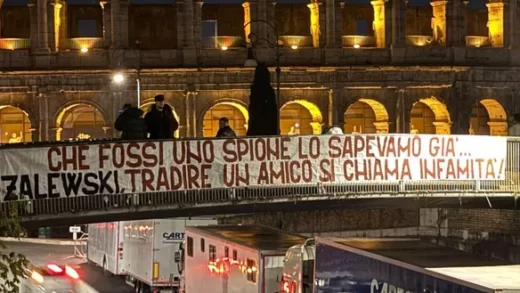 CHE FOSSI UNO SPIONE LO SAPEVAMO GIA'...
ZALEWSKI, TRADIRE UN AMICO SI CHIAMA INFAMITA'!